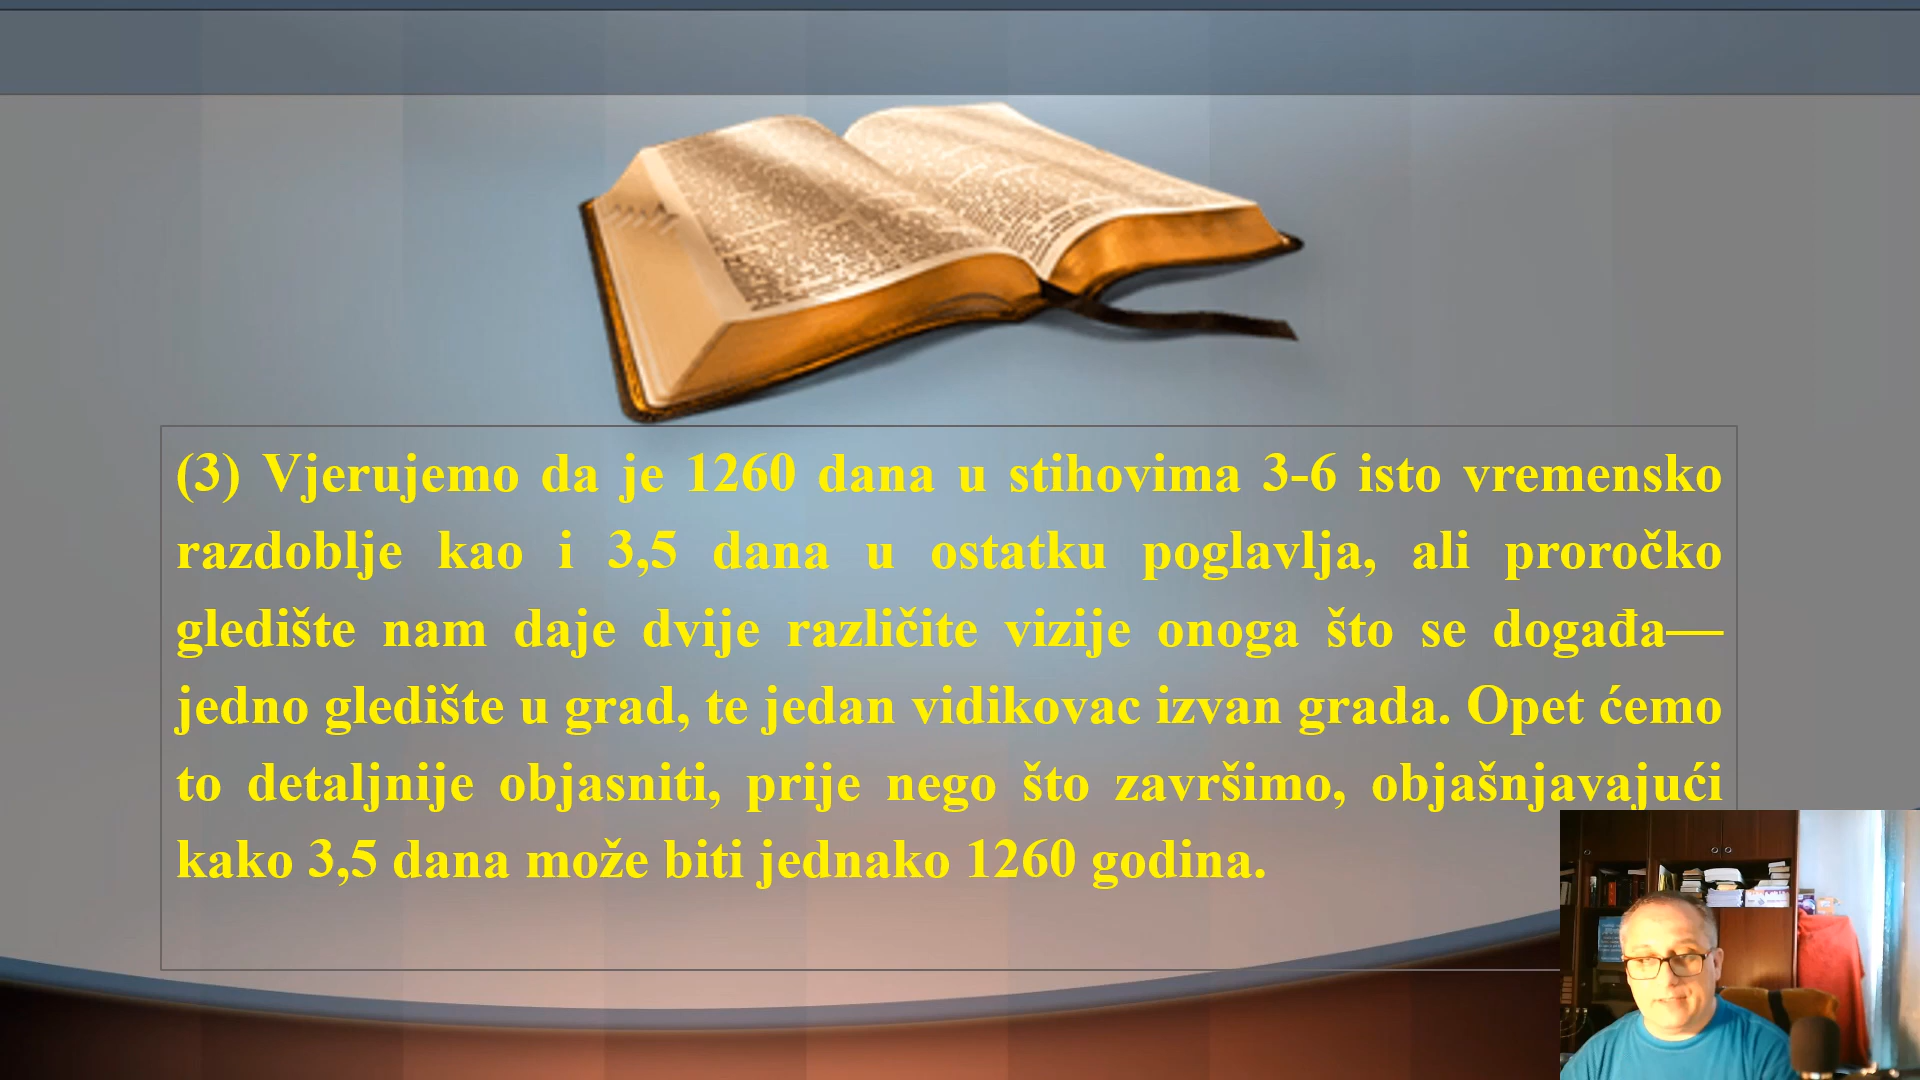 (3) Vjerujemo da je 1260 dana u stihovima 3-6 isto vremensko
razdoblje kao i 3,5 dana u ostatku poglavlja, ali proročko
gledište nam daje dvije različite vizije onoga što se događa—
jedno gledište u grad, te jedan vidikovac izvan grada. Opet ćemo
to detaljnije objasniti, prije nego što završimo, objašnjavajući
kako 3,5 dana može biti jednako 1260 godina.